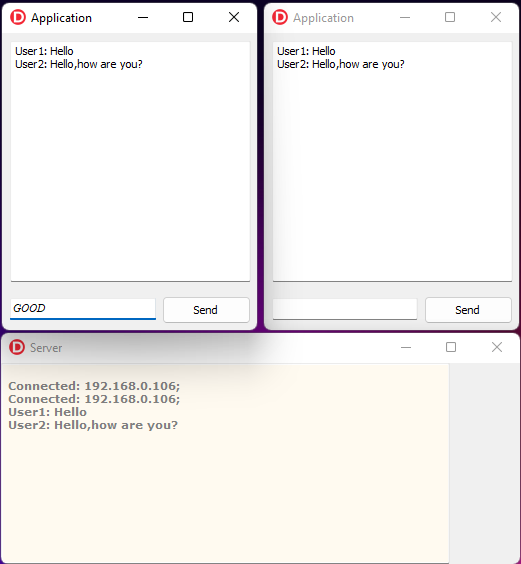 Application
User1: Hello
User2: Hello,how are you?
GOOD
Send
Application
User1: Hello
User2: Hello,how are you?
Send
Server
Connected: 192.168.0.106;
Connected: 192.168.0.106;
User1: Hello
User2: Hello,how are you?